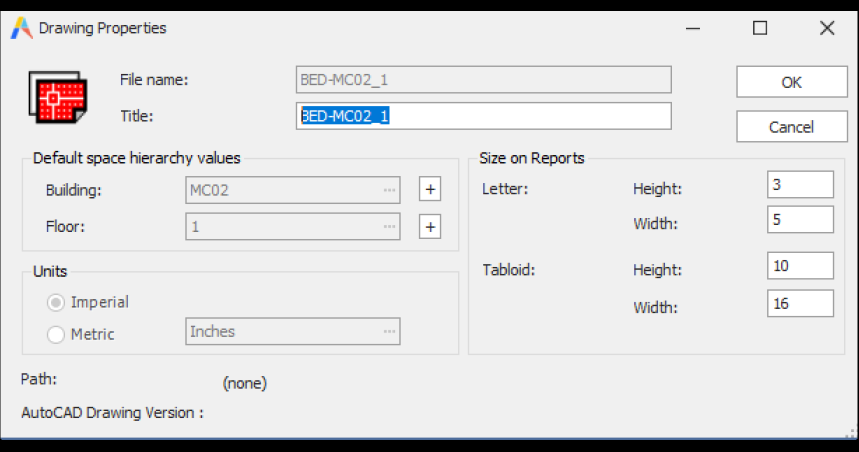 Drawing Properties
File name: BED-MC02_1 OK
Title: BED-MC02_1 Cancel
Default space hierarchy values
Building: MC02 ... +
Floor: 1 ... +
Units
Imperial
Metric Inches ...
Size on Reports
Letter: Height: 3
Width: 5
Tabloid: Height: 10
Width: 16
Path: (none)
AutoCAD Drawing Version :